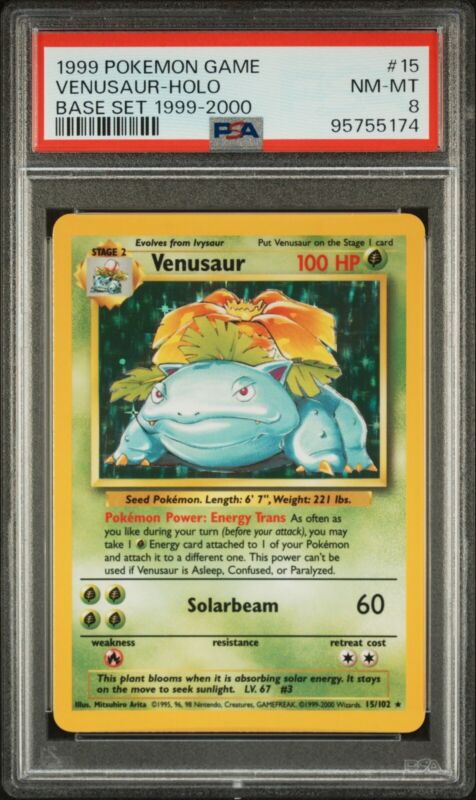 1999 POKEMON GAME #15
VENUSAUR-HOLO NM-MT
BASE SET 1999-2000 8
PSA 95755174
STAGE 2 Evolves from Ivysaur Put Venusaur on the Stage 1 card
Venusaur 100 HP
Seed Pokémon. Length: 6' 7", Weight: 221 lbs.
Pokémon Power: Energy Trans As often as
you like during your turn (before your attack), you may
take 1 Energy card attached to 1 of your Pokémon
and attach it to a different one. This power can't be
used if Venusaur is Asleep, Confused, or Paralyzed.
Solarbeam 60
weakness resistance retreat cost
This plant blooms when it is absorbing solar energy. It stays
on the move to seek sunlight. LV. 67 #3
Illus. Mitsuhiro Arita ©1995, 96, 98 Nintendo, Creatures, GAMEFREAK. ©1999-2000 Wizards. 15/102 ★
PSA